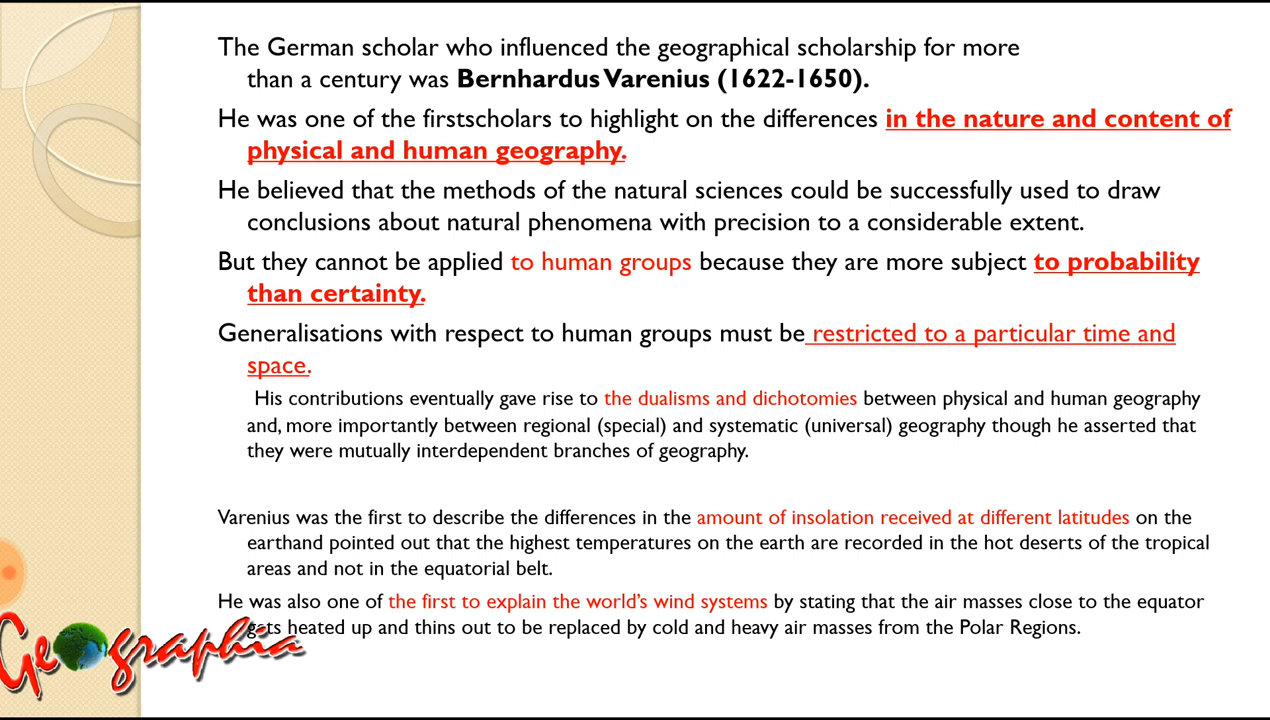 The German scholar who influenced the geographical scholarship for more
than a century was Bernhardus Varenius (1622-1650).
He was one of the firstscholars to highlight on the differences in the nature and content of
physical and human geography.
He believed that the methods of the natural sciences could be successfully used to draw
conclusions about natural phenomena with precision to a considerable extent.
But they cannot be applied to human groups because they are more subject to probability
than certainty.
Generalisations with respect to human groups must be restricted to a particular time and
space.
His contributions eventually gave rise to the dualisms and dichotomies between physical and human geography
and, more importantly between regional (special) and systematic (universal) geography though he asserted that
they were mutually interdependent branches of geography.
Varenius was the first to describe the differences in the amount of insolation received at different latitudes on the
earthand pointed out that the highest temperatures on the earth are recorded in the hot deserts of the tropical
areas and not in the equatorial belt.
He was also one of the first to explain the world's wind systems by stating that the air masses close to the equator
gets heated up and thins out to be replaced by cold and heavy air masses from the Polar Regions.
Geographia